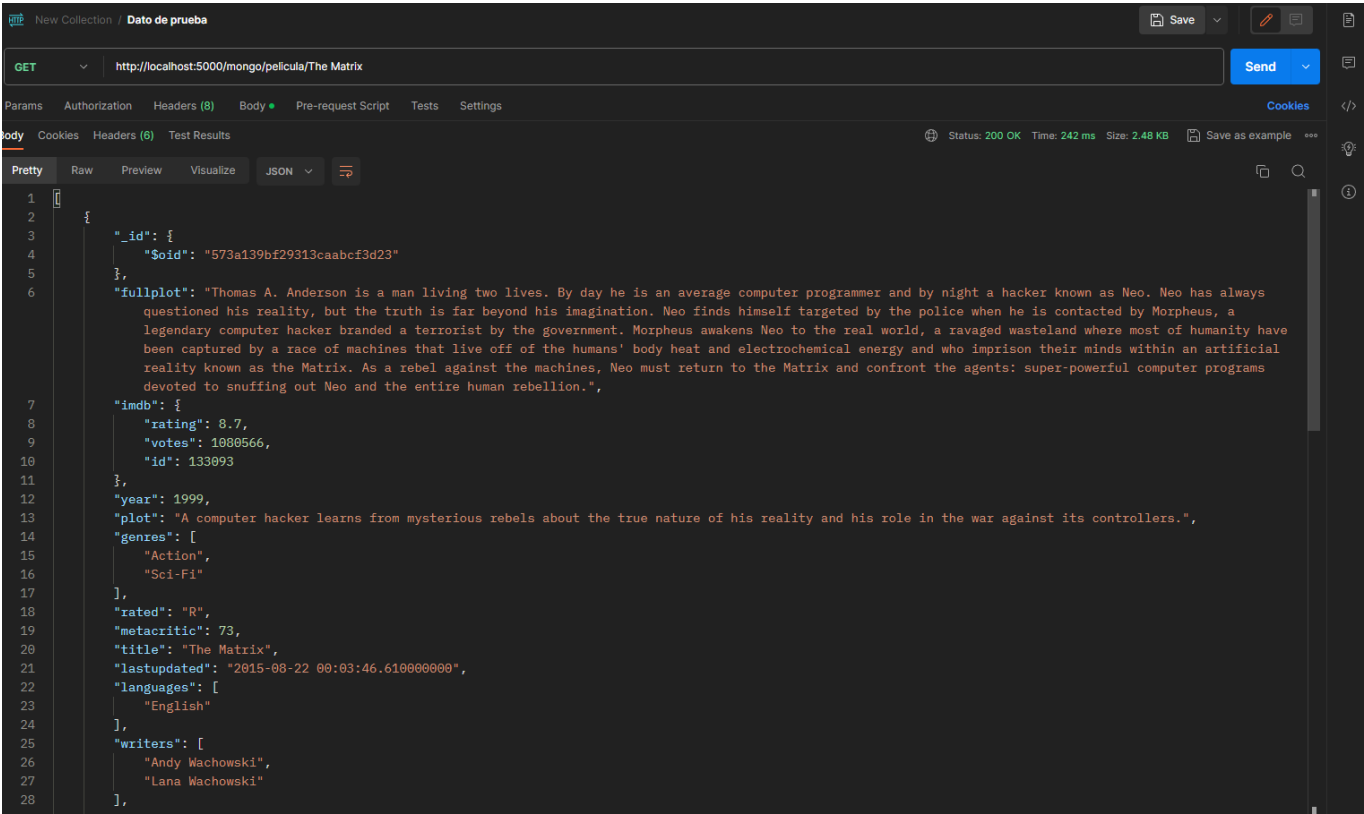 HTTP New Collection / Dato de prueba Save
GET http://localhost:5000/mongo/pelicula/The Matrix Send
Params Authorization Headers (8) Body Pre-request Script Tests Settings Cookies
Body Cookies Headers (6) Test Results Status: 200 OK Time: 242 ms Size: 2.48 KB Save as example
Pretty Raw Preview Visualize JSON
1 [
2 {
3 "_id": {
4 "$oid": "573a139bf29313caabcf3d23"
5 },
6 "fullplot": "Thomas A. Anderson is a man living two lives. By day he is an average computer programmer and by night a hacker known as Neo. Neo has always
questioned his reality, but the truth is far beyond his imagination. Neo finds himself targeted by the police when he is contacted by Morpheus, a
legendary computer hacker branded a terrorist by the government. Morpheus awakens Neo to the real world, a ravaged wasteland where most of humanity have
been captured by a race of machines that live off of the humans' body heat and electrochemical energy and who imprison their minds within an artificial
reality known as the Matrix. As a rebel against the machines, Neo must return to the Matrix and confront the agents: super-powerful computer programs
devoted to snuffing out Neo and the entire human rebellion.",
7 "imdb": {
8 "rating": 8.7,
9 "votes": 1080566,
10 "id": 133093
11 },
12 "year": 1999,
13 "plot": "A computer hacker learns from mysterious rebels about the true nature of his reality and his role in the war against its controllers.",
14 "genres": [
15 "Action",
16 "Sci-Fi"
17 ],
18 "rated": "R",
19 "metacritic": 73,
20 "title": "The Matrix",
21 "lastupdated": "2015-08-22 00:03:46.610000000",
22 "languages": [
23 "English"
24 ],
25 "writers": [
26 "Andy Wachowski",
27 "Lana Wachowski"
28 ],